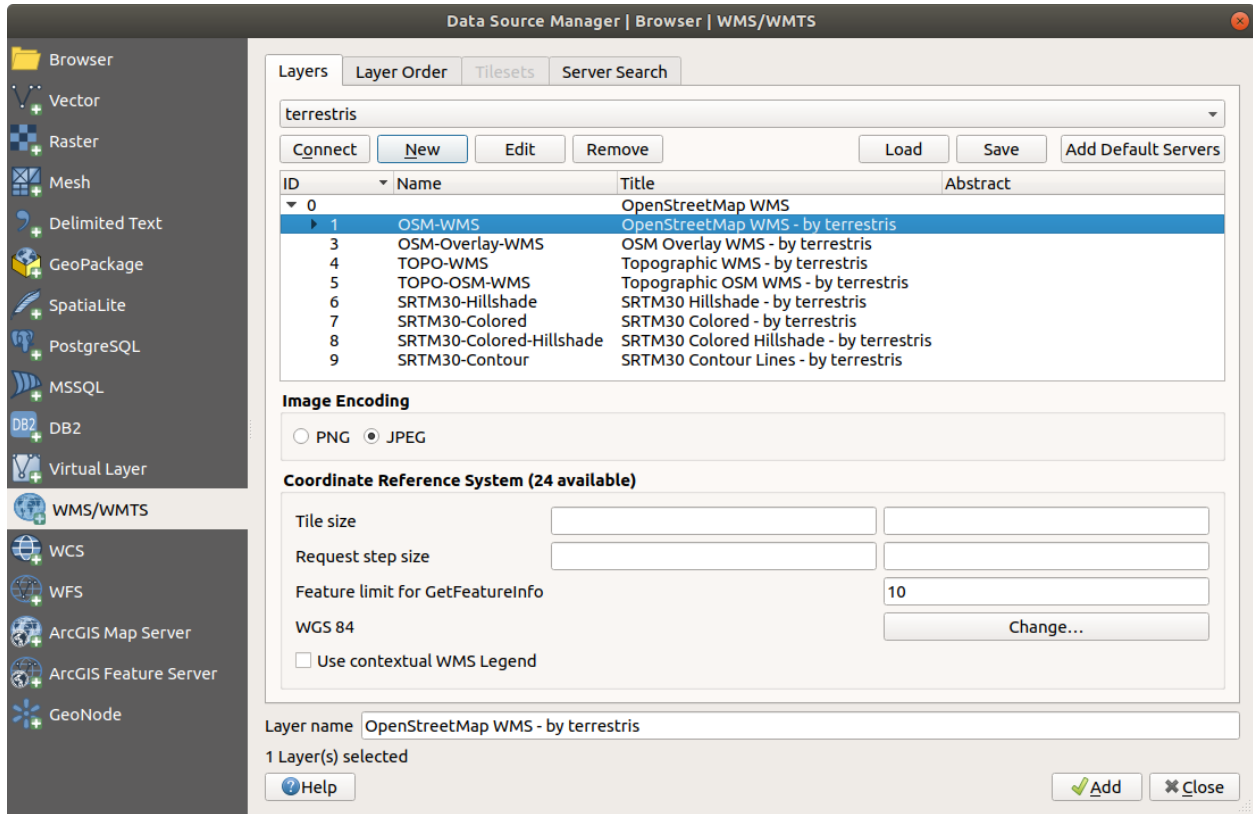 Data Source Manager | Browser | WMS/WMTS
Browser
Vector
Raster
Mesh
Delimited Text
GeoPackage
SpatiaLite
PostgreSQL
MSSQL
DB2 DB2
Virtual Layer
WMS/WMTS
WCS
WFS
ArcGIS Map Server
ArcGIS Feature Server
GeoNode
Layers Layer Order Tilesets Server Search
terrestris
Connect New Edit Remove Load Save Add Default Servers
ID Name Title Abstract
0 OpenStreetMap WMS
1 OSM-WMS OpenStreetMap WMS - by terrestris
3 OSM-Overlay-WMS OSM Overlay WMS - by terrestris
4 TOPO-WMS Topographic WMS - by terrestris
5 TOPO-OSM-WMS Topographic OSM WMS - by terrestris
6 SRTM30-Hillshade SRTM30 Hillshade - by terrestris
7 SRTM30-Colored SRTM30 Colored - by terrestris
8 SRTM30-Colored-Hillshade SRTM30 Colored Hillshade - by terrestris
9 SRTM30-Contour SRTM30 Contour Lines - by terrestris
Image Encoding
PNG JPEG
Coordinate Reference System (24 available)
Tile size
Request step size
Feature limit for GetFeatureInfo 10
WGS 84 Change...
Use contextual WMS Legend
Layer name OpenStreetMap WMS - by terrestris
1 Layer(s) selected
Help Add Close